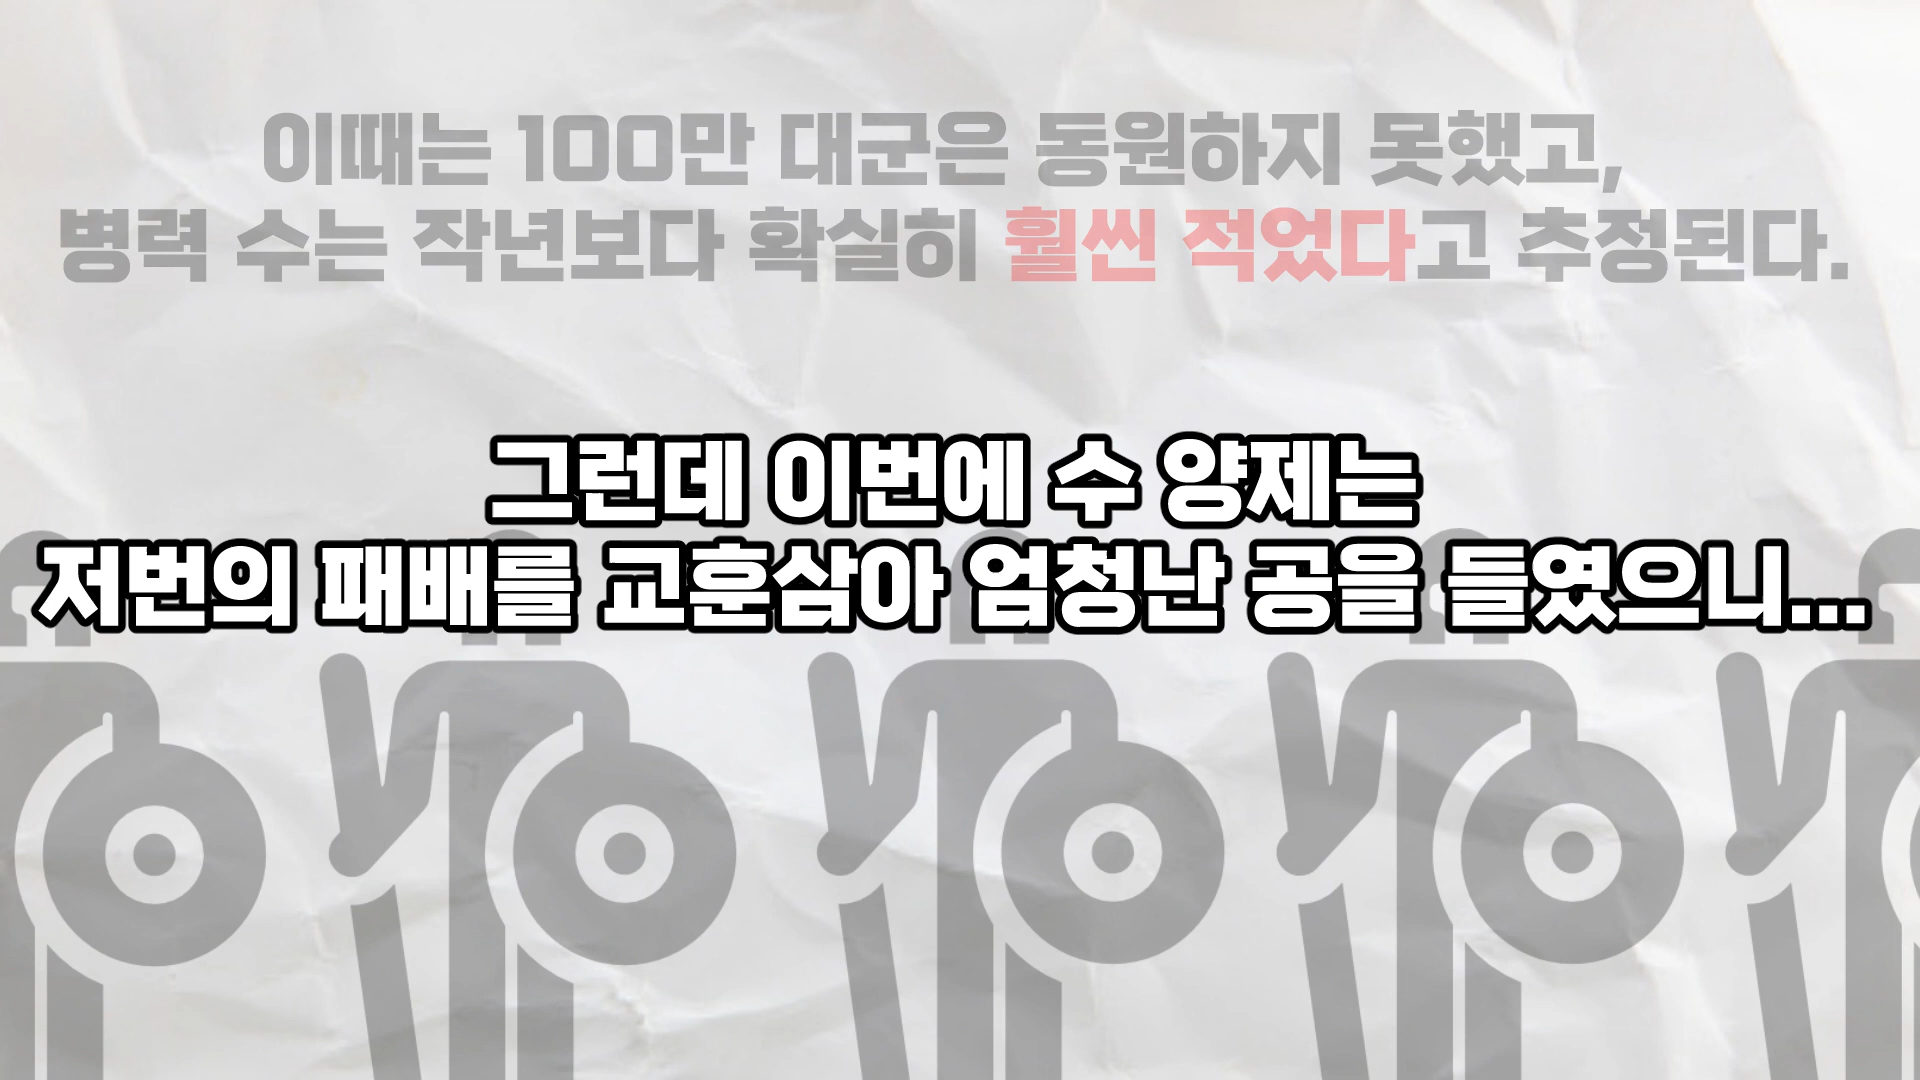 이때는 100만 대군은 동원하지 못했고,
병력 수는 작년보다 확실히 훨씬 적었다고 추정된다.
그런데 이번에 수 양제는
저번의 패배를 교훈삼아 엄청난 공을 들였으니...